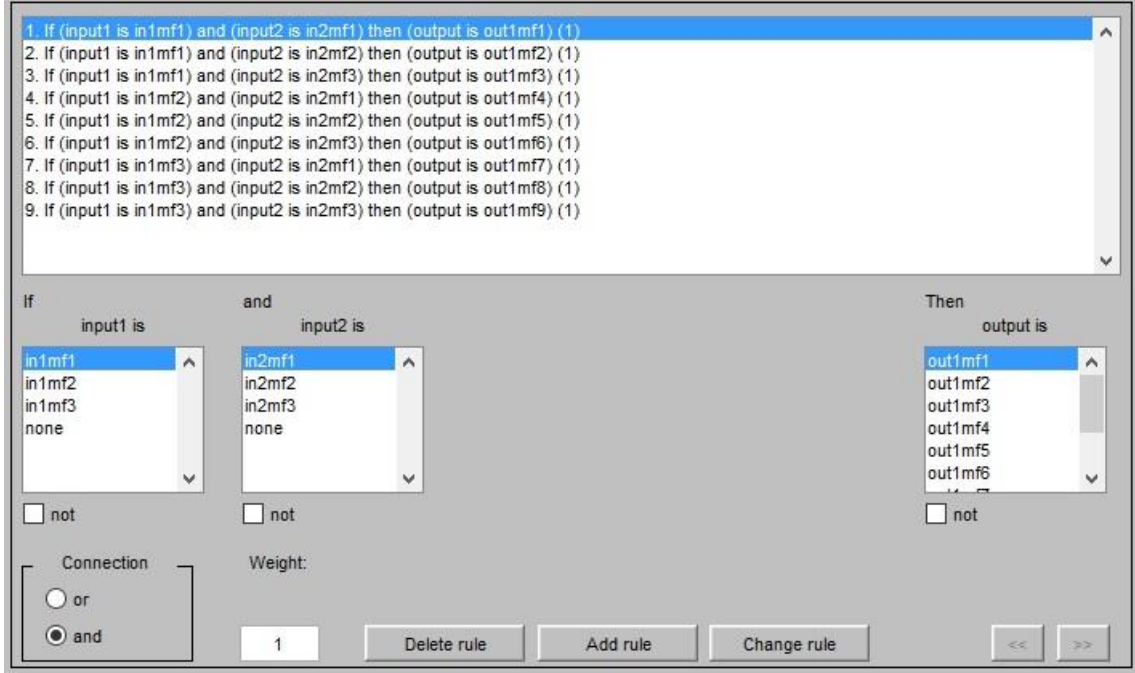 1. If (input1 is in1mf1) and (input2 is in2mf1) then (output is out1mf1) (1)
2. If (input1 is in1mf1) and (input2 is in2mf2) then (output is out1mf2) (1)
3. If (input1 is in1mf1) and (input2 is in2mf3) then (output is out1mf3) (1)
4. If (input1 is in1mf2) and (input2 is in2mf1) then (output is out1mf4) (1)
5. If (input1 is in1mf2) and (input2 is in2mf2) then (output is out1mf5) (1)
6. If (input1 is in1mf2) and (input2 is in2mf3) then (output is out1mf6) (1)
7. If (input1 is in1mf3) and (input2 is in2mf1) then (output is out1mf7) (1)
8. If (input1 is in1mf3) and (input2 is in2mf2) then (output is out1mf8) (1)
9. If (input1 is in1mf3) and (input2 is in2mf3) then (output is out1mf9) (1)
If
input1 is
in1mf1
in1mf2
in1mf3
none
not
and
input2 is
in2mf1
in2mf2
in2mf3
none
not
Then
output is
out1mf1
out1mf2
out1mf3
out1mf4
out1mf5
out1mf6
not
Connection
or
and
Weight:
1
Delete rule
Add rule
Change rule
<<
>>